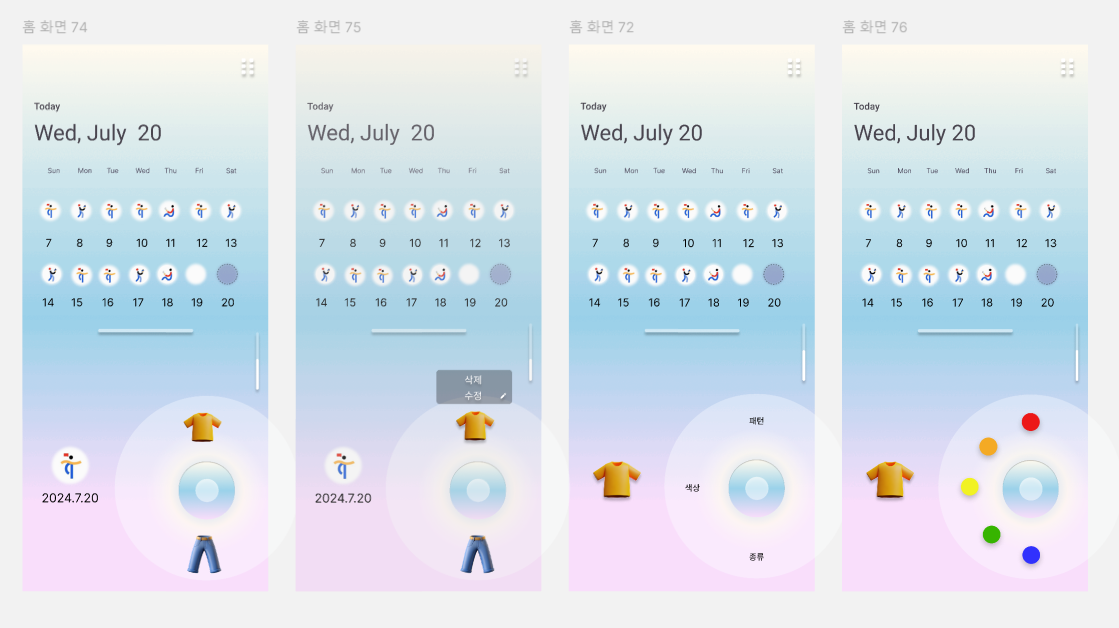 홈 화면 74
Today
Wed, July 20
Sun Mon Tue Wed Thu Fri Sat
7 8 9 10 11 12 13
14 15 16 17 18 19 20
2024.7.20
홈 화면 75
Today
Wed, July 20
Sun Mon Tue Wed Thu Fri Sat
7 8 9 10 11 12 13
14 15 16 17 18 19 20
삭제
수정
2024.7.20
홈 화면 72
Today
Wed, July 20
Sun Mon Tue Wed Thu Fri Sat
7 8 9 10 11 12 13
14 15 16 17 18 19 20
패턴
색상
종류
홈 화면 76
Today
Wed, July 20
Sun Mon Tue Wed Thu Fri Sat
7 8 9 10 11 12 13
14 15 16 17 18 19 20